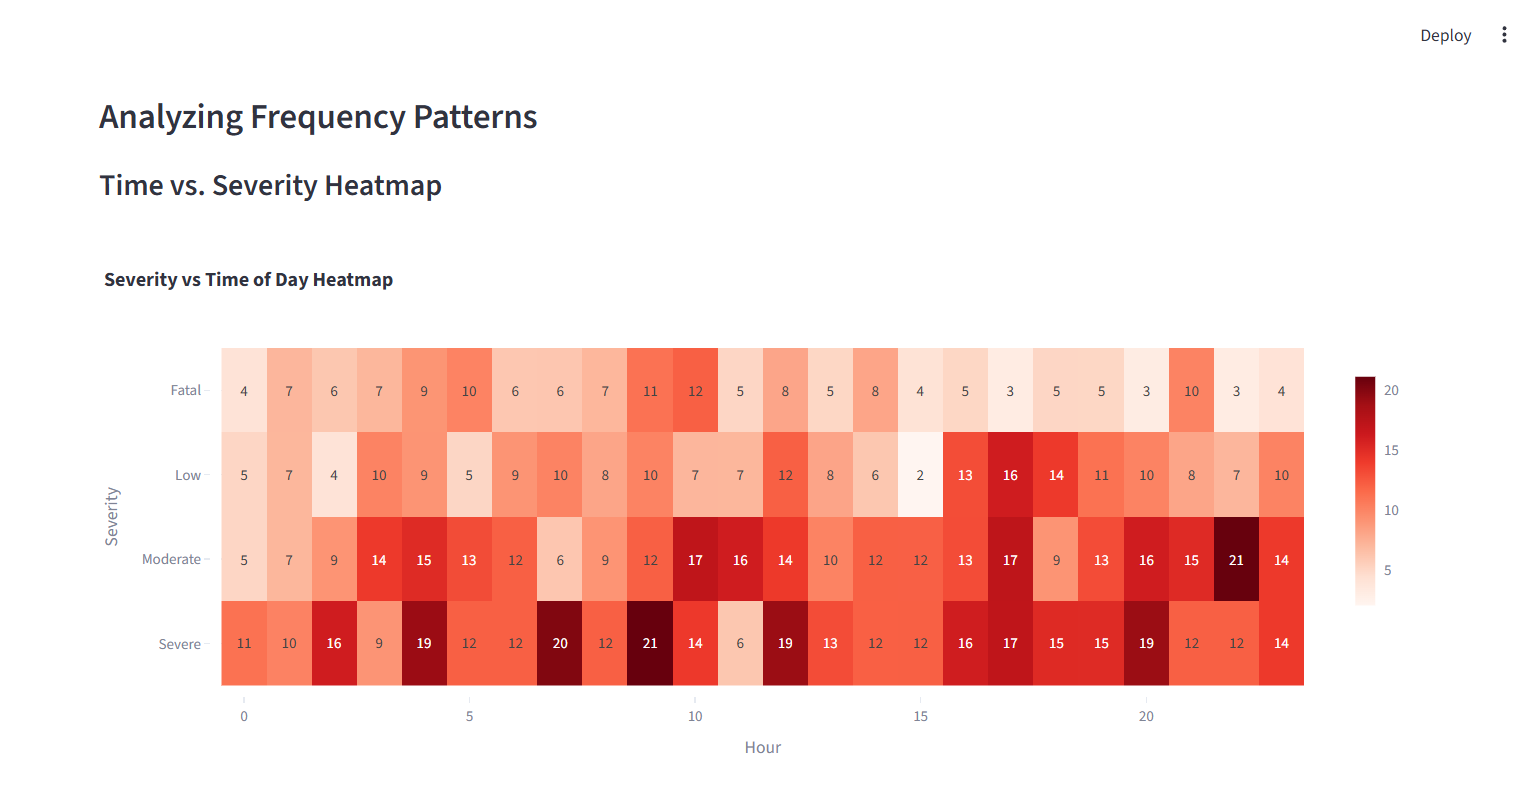 Deploy
Analyzing Frequency Patterns
Time vs. Severity Heatmap
Severity vs Time of Day Heatmap
Fatal 4 7 6 7 9 10 6 6 7 11 12 5 8 5 8 4 5 3 5 5 3 10 3 4
Low 5 7 4 10 9 5 9 10 8 10 7 7 12 8 6 2 13 16 14 11 10 8 7 10
Moderate 5 7 9 14 15 13 12 6 9 12 17 16 14 10 12 12 13 17 9 13 16 15 21 14
Severe 11 10 16 9 19 12 12 20 12 21 14 6 19 13 12 12 16 17 15 15 19 12 12 14
Severity
0 5 10 15 20
Hour
20
15
10
5